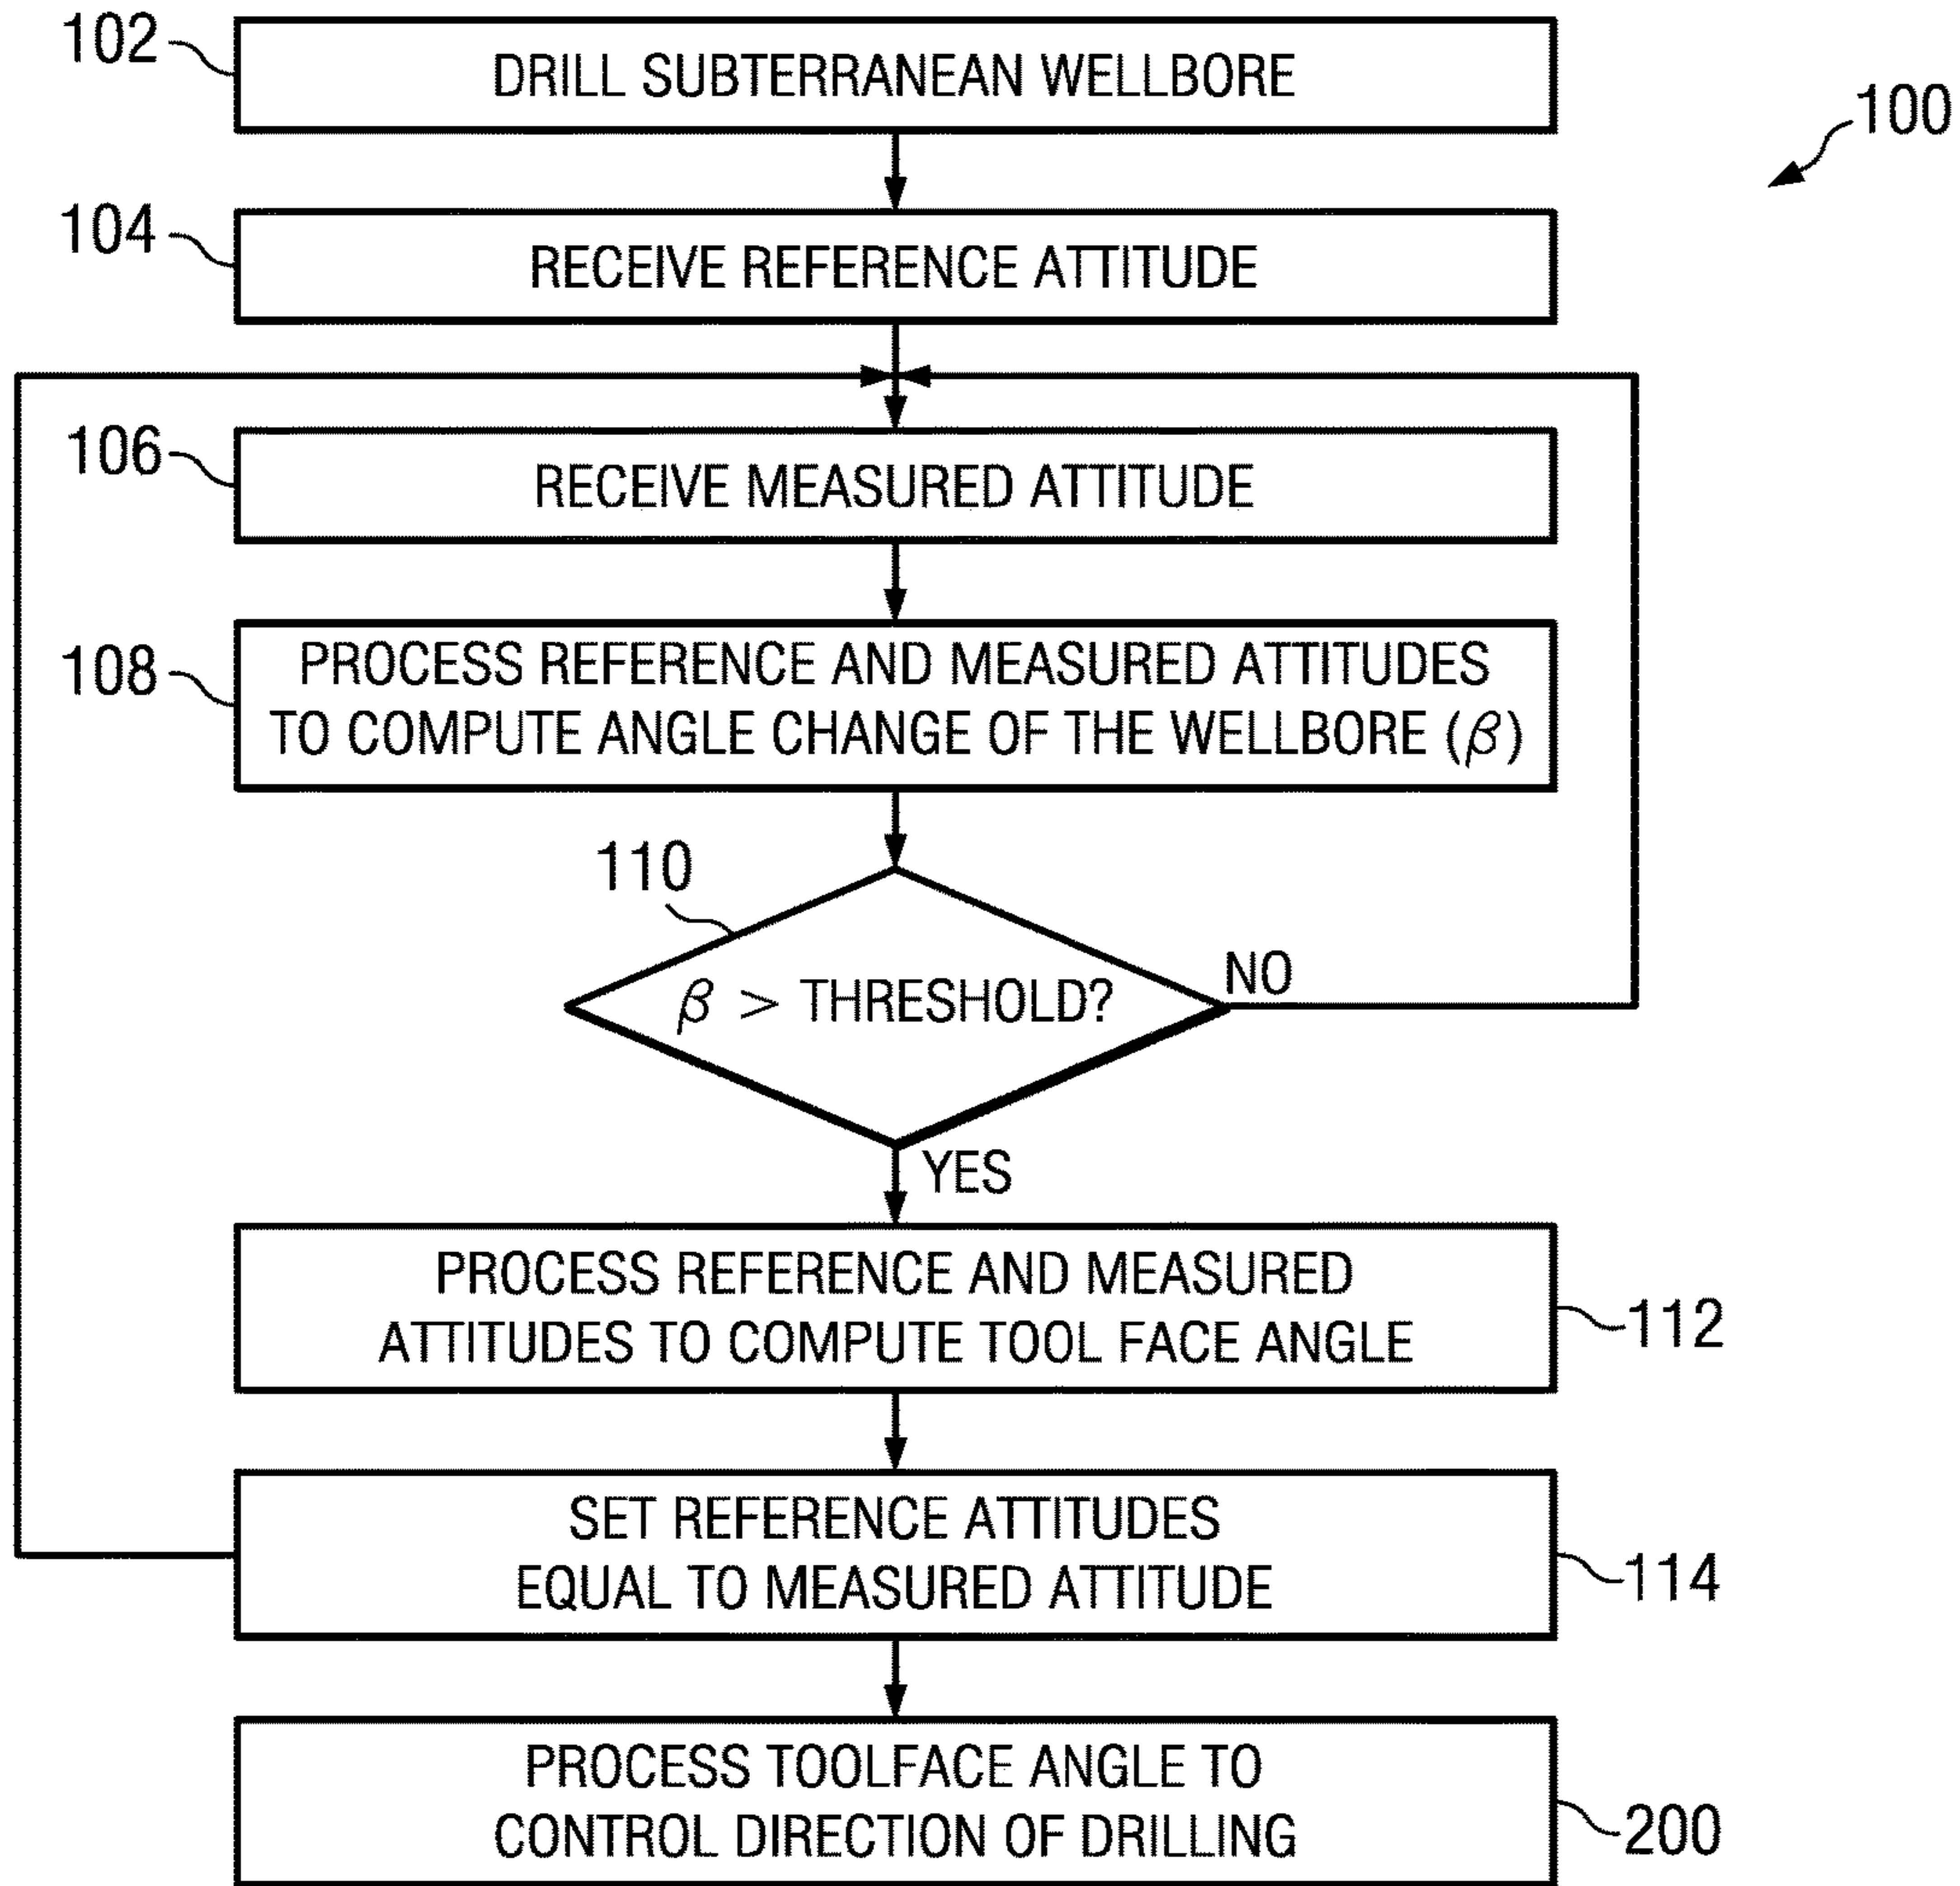 102
DRILL SUBTERRANEAN WELLBORE
100
104
RECEIVE REFERENCE ATTITUDE
106
RECEIVE MEASURED ATTITUDE
108
PROCESS REFERENCE AND MEASURED ATTITUDES
TO COMPUTE ANGLE CHANGE OF THE WELLBORE (β)
110
β > THRESHOLD?
NO
YES
PROCESS REFERENCE AND MEASURED
ATTITUDES TO COMPUTE TOOL FACE ANGLE
112
SET REFERENCE ATTITUDES
EQUAL TO MEASURED ATTITUDE
114
PROCESS TOOLFACE ANGLE TO
CONTROL DIRECTION OF DRILLING
200